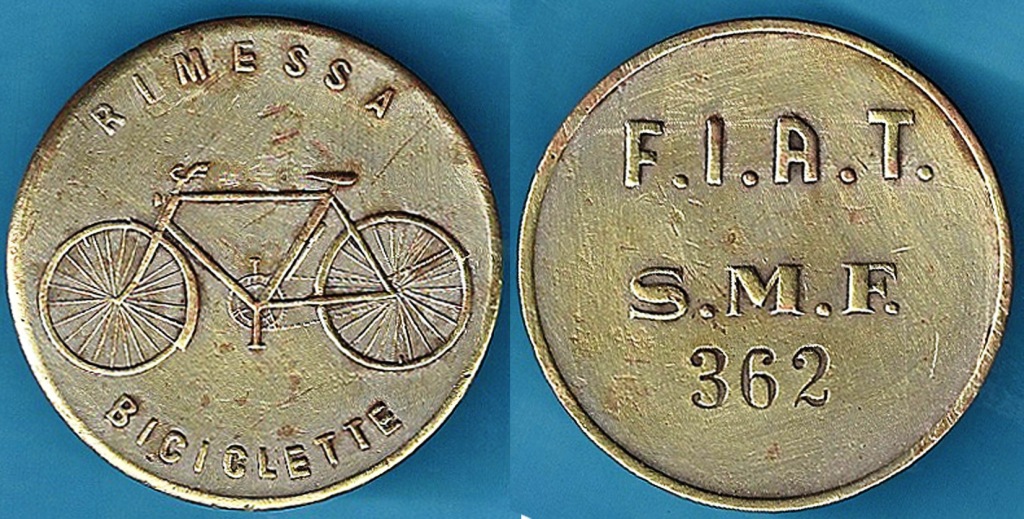 RIMESSA
BICICLETTE
F.I.A.T.
S.M.F.
362